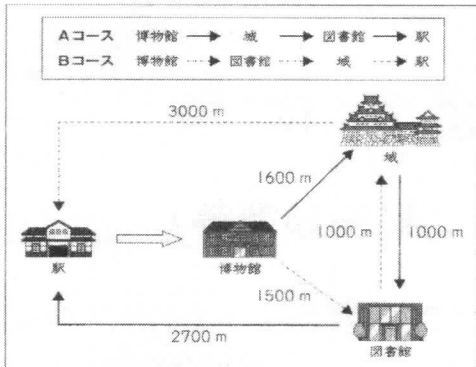 Aコース 博物館 → 城 → 図書館 → 駅
Bコース 博物館 → 図書館 → 城 → 駅
3000 m
城
1600 m
1000 m
1000 m
駅
博物館
1500 m
2700 m
図書館